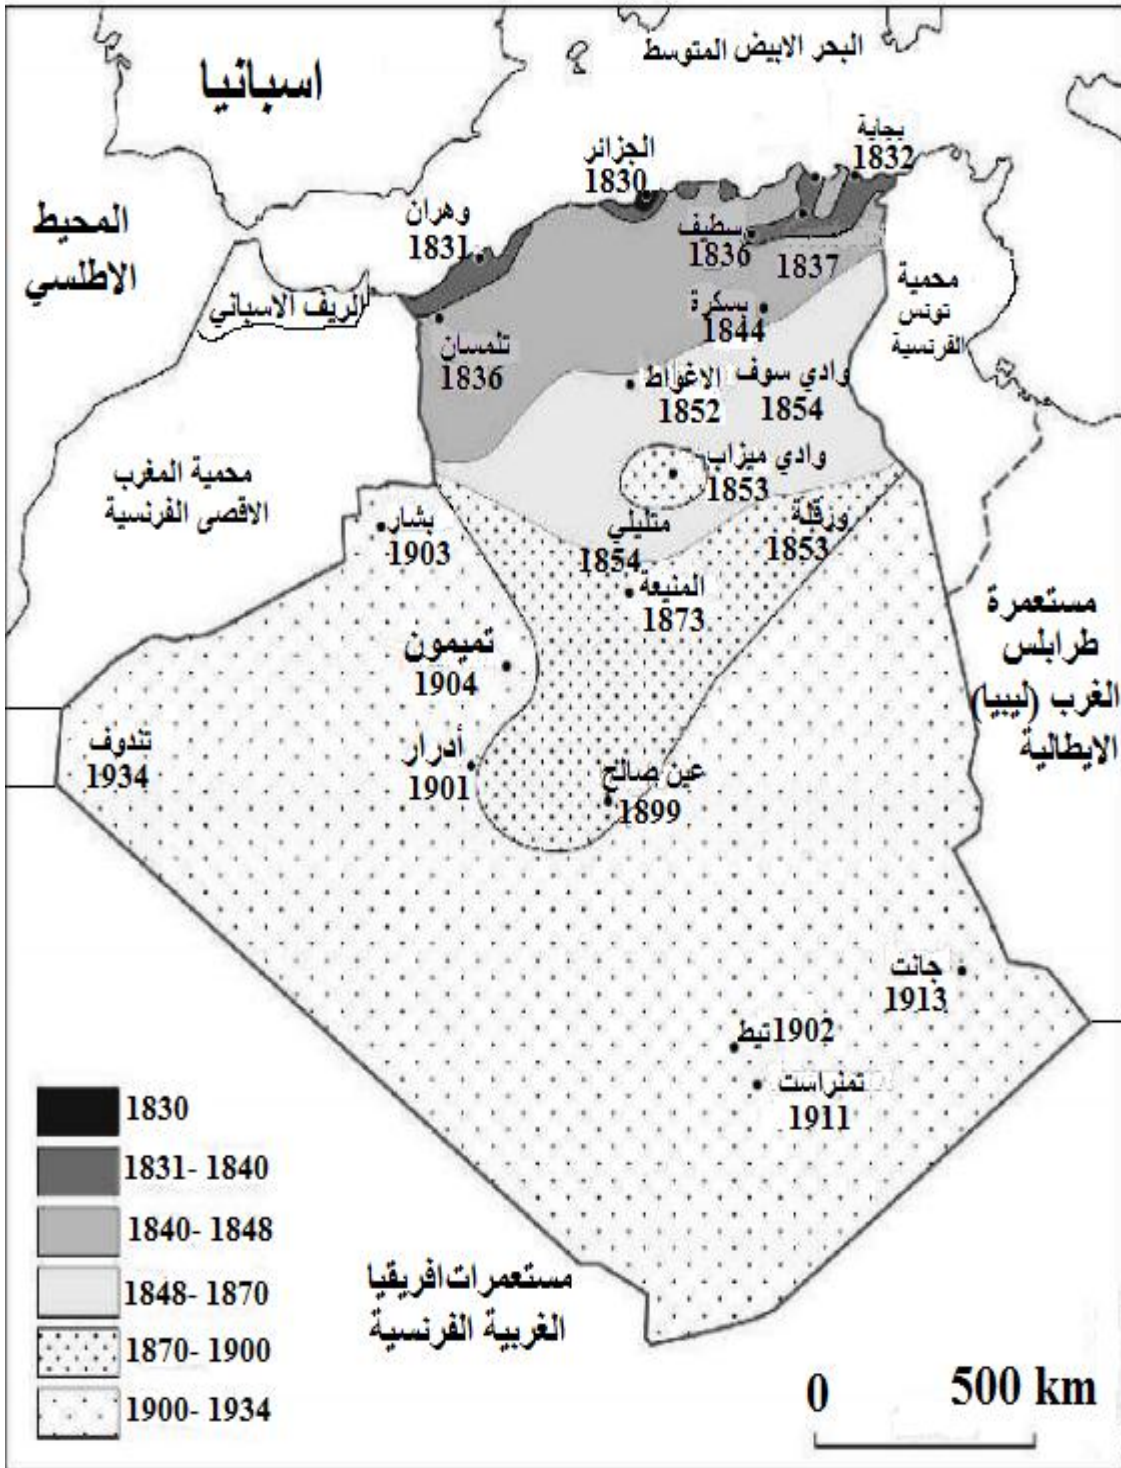 البحر الابيض المتوسط
اسبانيا
بجاية
1832
الجزائر
1830
وهران
1831
المحيط
الاطلسي
سطيف
1836
1837
محمية
تونس
الفرنسية
الريف الاسباني
بسكرة
1844
تلمسان
1836
الاغواط
1852
وادي سوف
1854
وادي ميزاب
1853
محمية المغرب
الاقصى الفرنسية
بشار
1903
متليلي
1854
ورقلة
1853
المنيعة
1873
مستعمرة
طرابلس
الغرب (ليبيا)
الايطالية
تميمون
1904
تندوف
1934
أدرار
1901
عين صالح
1899
جانت
1913
تيط 1902
تمنراست
1911
1830
1831- 1840
1840- 1848
1848- 1870
1870- 1900
1900- 1934
مستعمرات افريقيا
الغربية الفرنسية
0 500 km